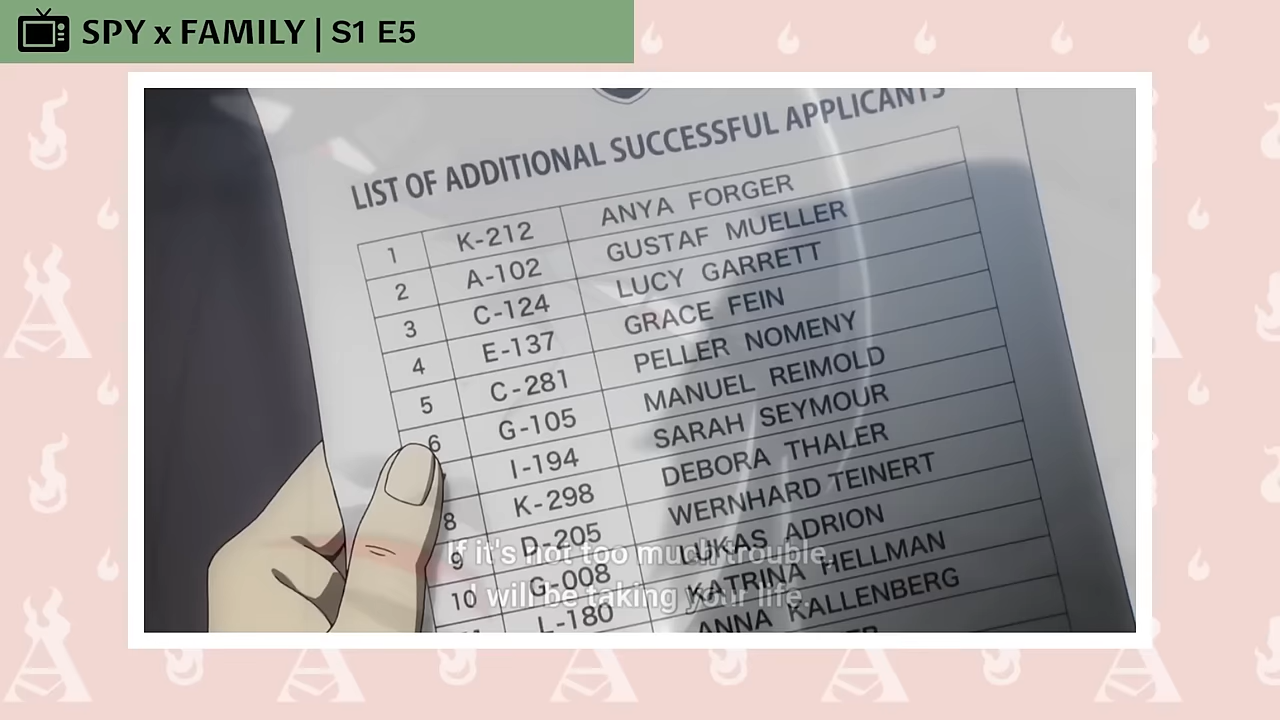 SPY x FAMILY | S1 E5
LIST OF ADDITIONAL SUCCESSFUL APPLICANTS
1 K-212 ANYA FORGER
2 A-102 GUSTAF MUELLER
3 C-124 LUCY GARRETT
4 E-137 GRACE FEIN
5 C-281 PELLER NOMENY
6 G-105 MANUEL REIMOLD
I-194 SARAH SEYMOUR
8 K-298 DEBORA THALER
9 D-205 WERNHARD TEINERT
10 G-008 LUKAS ADRION
L-180 KATRINA HELLMAN
ANNA KALLENBERG
If it's not too much trouble,
I will be taking your life.